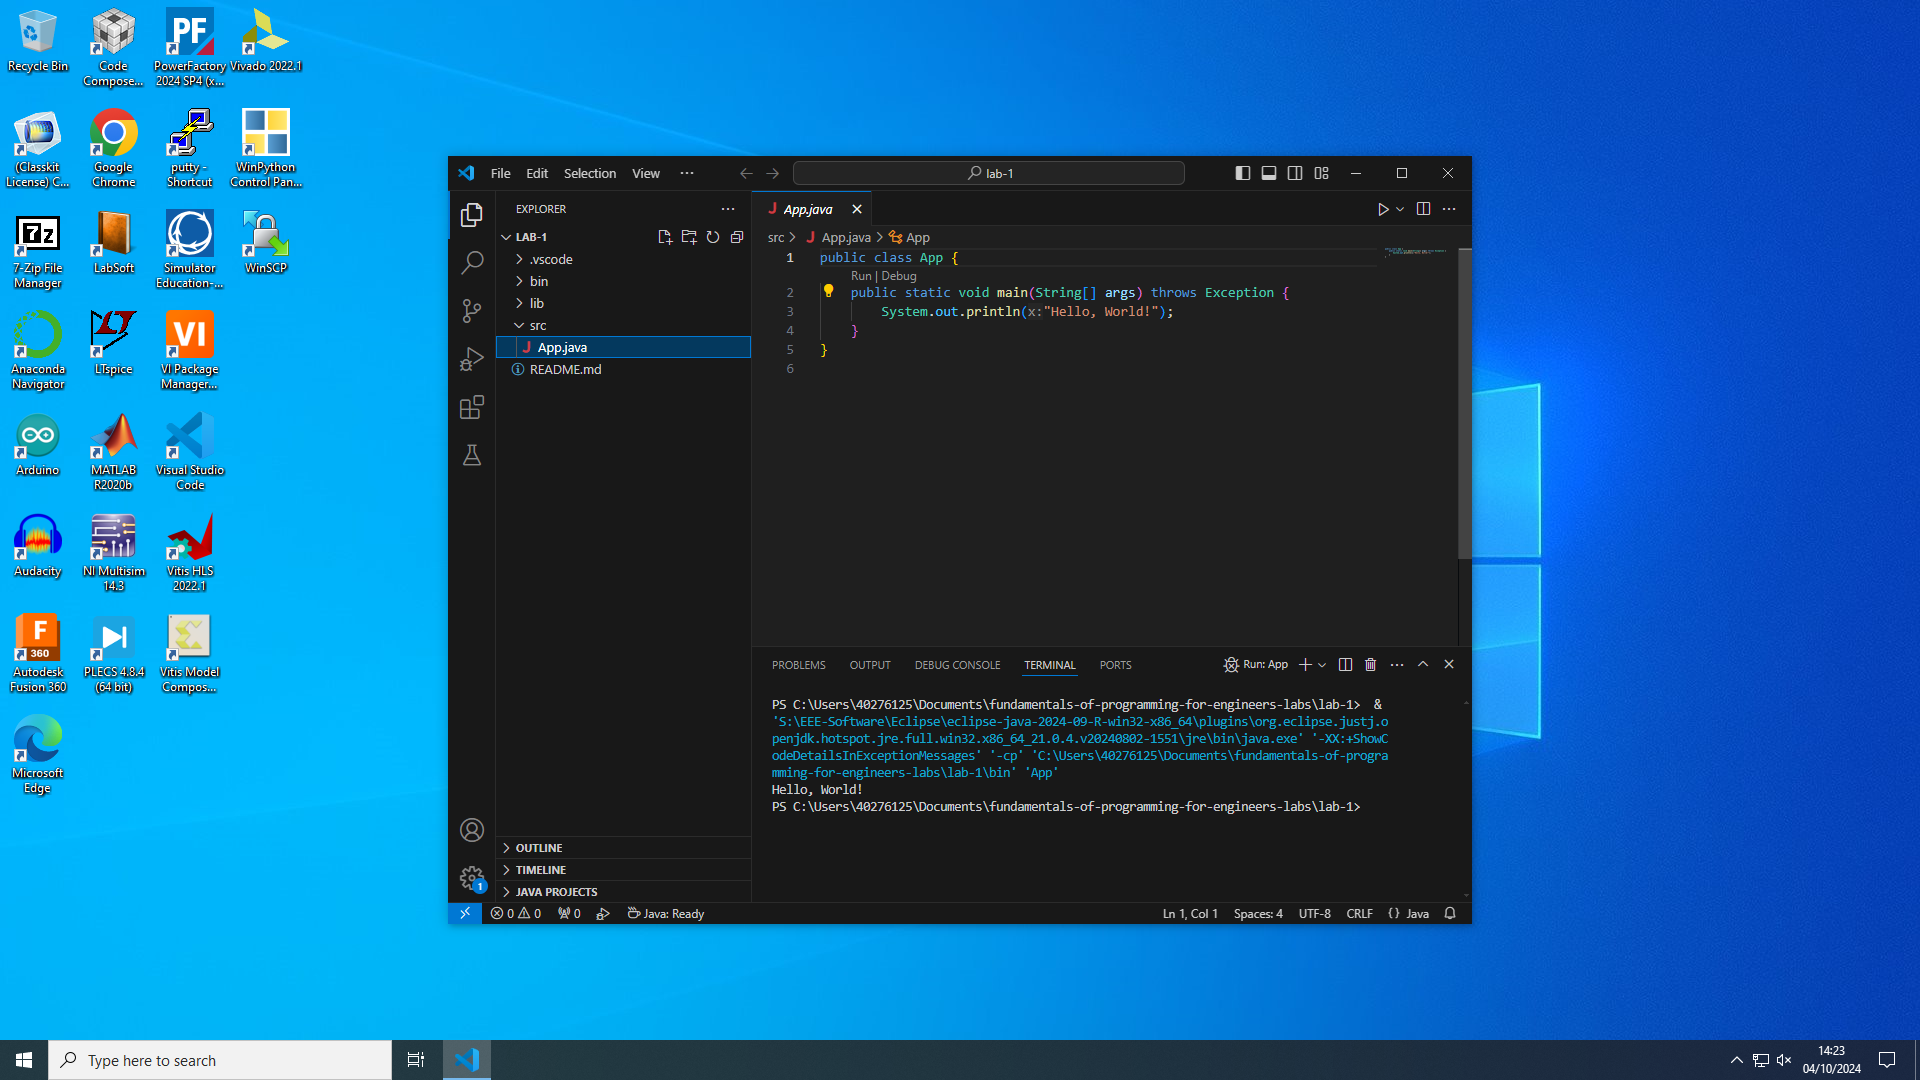 Recycle Bin
Code
Compose...
PowerFactory
2024 SP4 (x...
Vivado 2022.1
(Classkit
License) C...
Google
Chrome
putty -
Shortcut
WinPython
Control Pan...
7-Zip File
Manager
LabSoft
Simulator
Education-...
WinSCP
Anaconda
Navigator
LTspice
VI Package
Manager...
Arduino
MATLAB
R2020b
Visual Studio
Code
Audacity
NI Multisim
14.3
Vitis HLS
2022.1
Autodesk
Fusion 360
PLECS 4.8.4
(64 bit)
Vitis Model
Compos...
Microsoft
Edge
PF
7z
VI
F
360
File Edit Selection View ··· lab-1
EXPLORER ···
LAB-1
.vscode
bin
lib
src
J App.java
README.md
OUTLINE
TIMELINE
JAVA PROJECTS
1
J App.java
src > J App.java > App
1 public class App {
Run | Debug
2 public static void main(String[] args) throws Exception {
3 System.out.println(x:"Hello, World!");
4 }
5 }
6
PROBLEMS OUTPUT DEBUG CONSOLE TERMINAL PORTS Run: App
PS C:\Users\40276125\Documents\fundamentals-of-programming-for-engineers-labs\lab-1> &
'S:\EEE-Software\Eclipse\eclipse-java-2024-09-R-win32-x86_64\plugins\org.eclipse.justj.o
penjdk.hotspot.jre.full.win32.x86_64_21.0.4.v20240802-1551\jre\bin\java.exe' '-XX:+ShowC
odeDetailsInExceptionMessages' '-cp' 'C:\Users\40276125\Documents\fundamentals-of-progra
mming-for-engineers-labs\lab-1\bin' 'App'
Hello, World!
PS C:\Users\40276125\Documents\fundamentals-of-programming-for-engineers-labs\lab-1>
0 0 0 Java: Ready Ln 1, Col 1 Spaces: 4 UTF-8 CRLF {} Java
Type here to search
14:23
04/10/2024